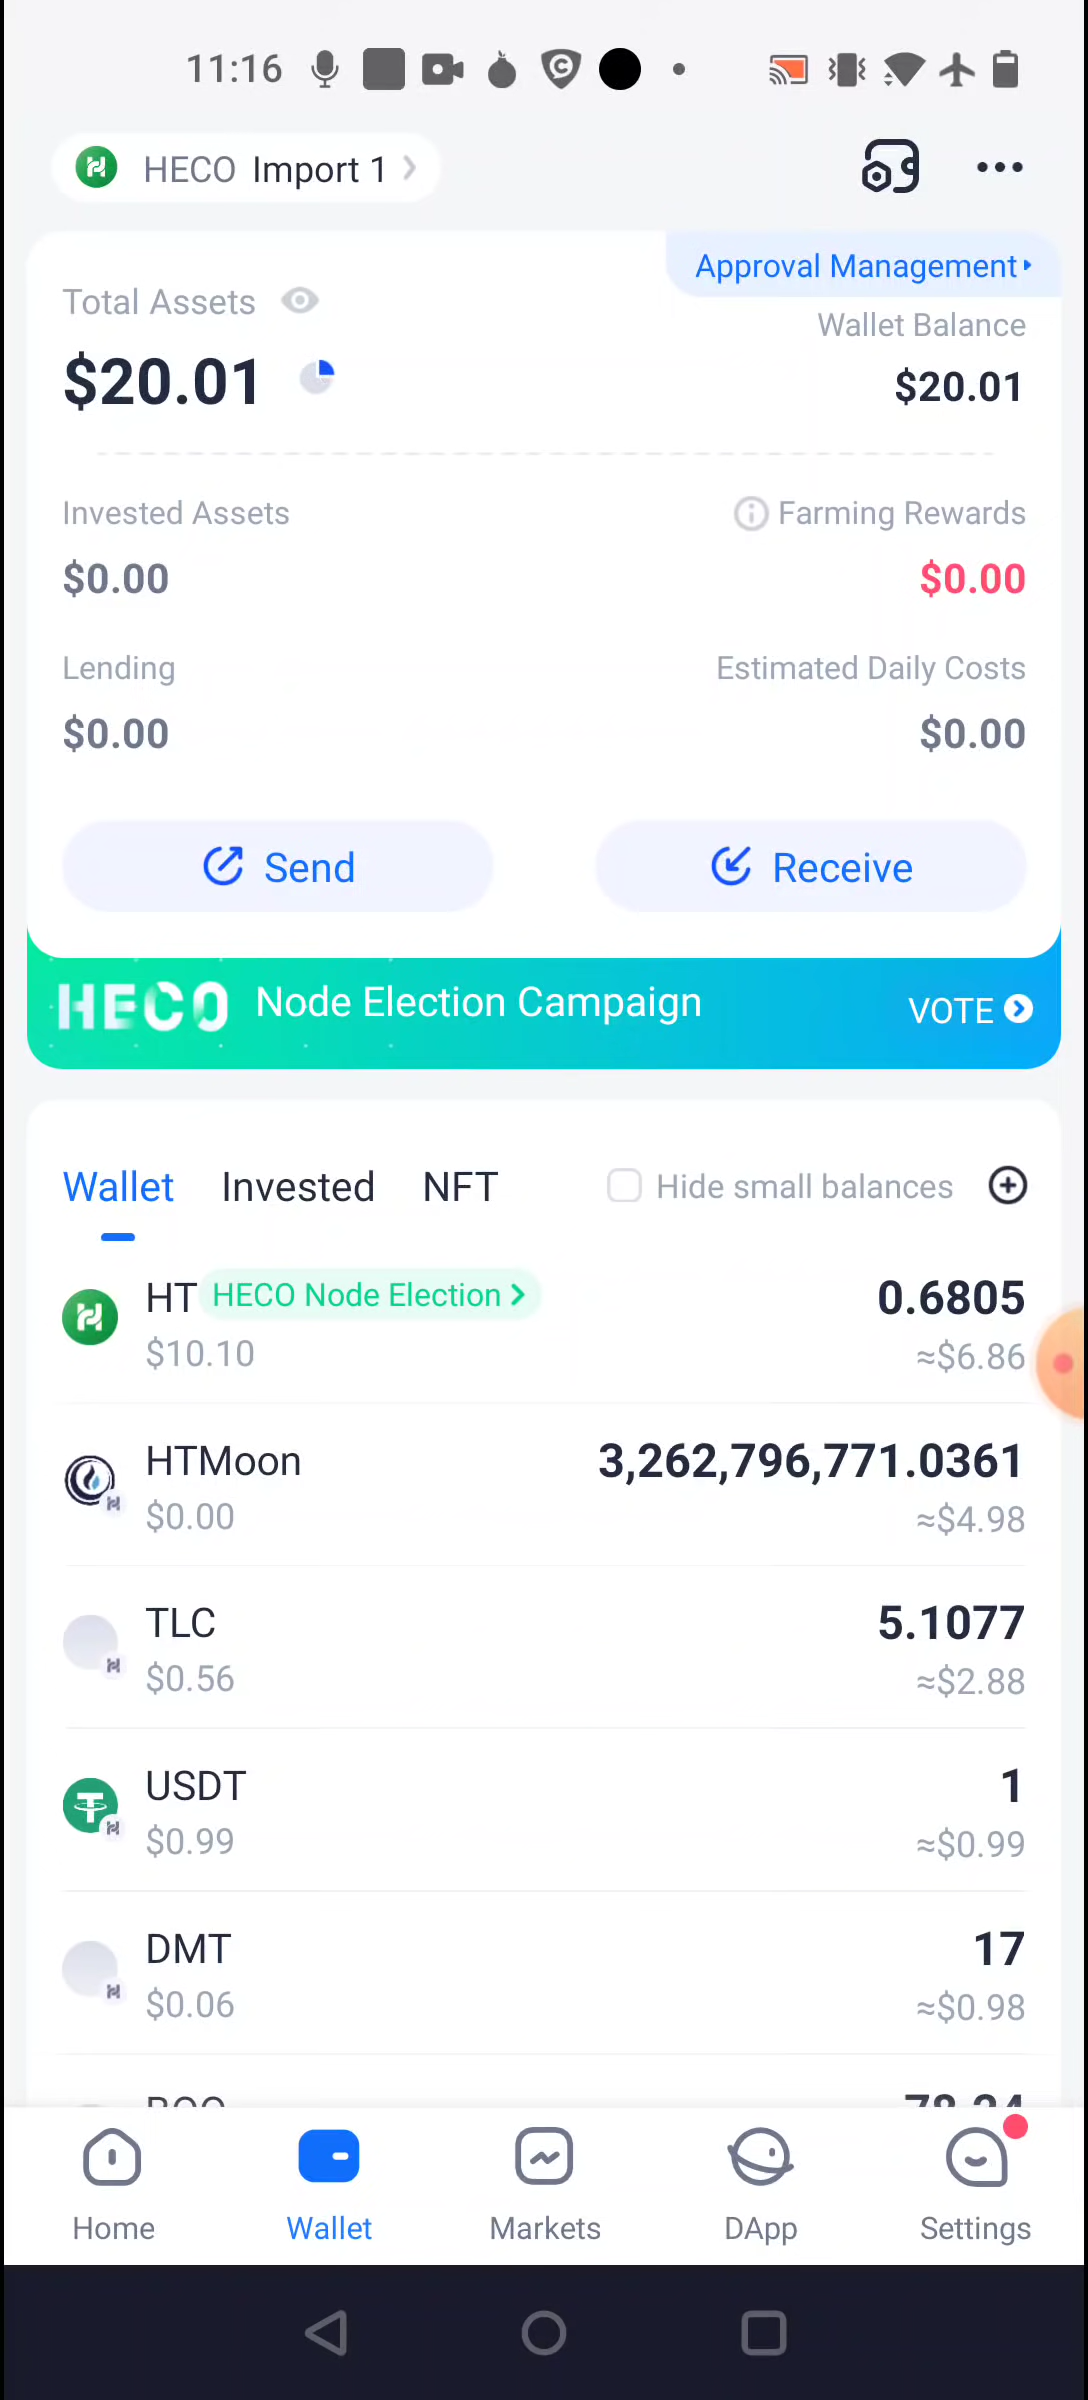 11:16
HECO Import 1
Approval Management
Total Assets
Wallet Balance
$20.01
$20.01
Invested Assets
Farming Rewards
$0.00
$0.00
Lending
Estimated Daily Costs
$0.00
$0.00
Send
Receive
HECO Node Election Campaign VOTE
Wallet Invested NFT Hide small balances
HT HECO Node Election 0.6805
$10.10 ≈$6.86
HTMoon 3,262,796,771.0361
$0.00 ≈$4.98
TLC 5.1077
$0.56 ≈$2.88
USDT 1
$0.99 ≈$0.99
DMT 17
$0.06 ≈$0.98
Home Wallet Markets DApp Settings